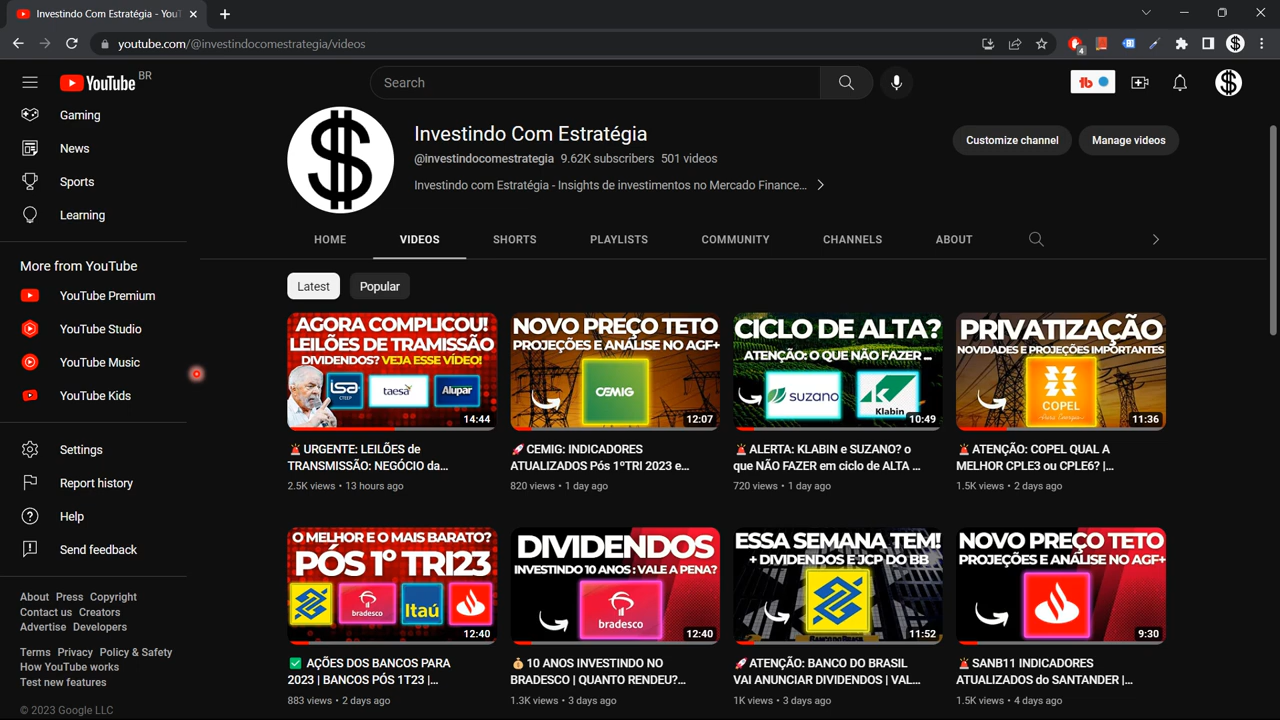 Investindo Com Estratégia - YouT
youtube.com/@investindocomestrategia/videos
4
YouTube BR
Search
tb
Gaming
News
Sports
Learning
More from YouTube
YouTube Premium
YouTube Studio
YouTube Music
YouTube Kids
Settings
Report history
Help
Send feedback
About Press Copyright
Contact us Creators
Advertise Developers
Terms Privacy Policy & Safety
How YouTube works
Test new features
© 2023 Google LLC
Investindo Com Estratégia
@investindocomestrategia 9.62K subscribers 501 videos
Investindo com Estratégia - Insights de investimentos no Mercado Finance...
Customize channel
Manage videos
HOME VIDEOS SHORTS PLAYLISTS COMMUNITY CHANNELS ABOUT
Latest Popular
AGORA COMPLICOU!
LEILÕES DE TRAMISSÃO
DIVIDENDOS? VEJA ESSE VÍDEO!
isa
CTEEP
taesa
Alupar
14:44
🚨URGENTE: LEILÕES de
TRANSMISSÃO: NEGÓCIO da...
2.5K views • 13 hours ago
NOVO PREÇO TETO
PROJEÇÕES E ANÁLISE NO AGF+
CEMIG
12:07
🚀 CEMIG: INDICADORES
ATUALIZADOS Pós 1ºTRI 2023 e...
820 views • 1 day ago
CICLO DE ALTA?
ATENÇÃO: O QUE NÃO FAZER ...
suzano
Klabin
10:49
🚨ALERTA: KLABIN e SUZANO? o
que NÃO FAZER em ciclo de ALTA ...
720 views • 1 day ago
PRIVATIZAÇÃO
NOVIDADES E PROJEÇÕES IMPORTANTES
COPEL
Pura Energia
11:36
🚨 ATENÇÃO: COPEL QUAL A
MELHOR CPLE3 ou CPLE6? |...
1.5K views • 2 days ago
O MELHOR E O MAIS BARATO?
PÓS 1º TRI23
bradesco
Itaú
12:40
✅ AÇÕES DOS BANCOS PARA
2023 | BANCOS PÓS 1T23 |...
883 views • 2 days ago
DIVIDENDOS
INVESTINDO 10 ANOS : VALE A PENA?
bradesco
12:40
💰10 ANOS INVESTINDO NO
BRADESCO | QUANTO RENDEU?...
1.3K views • 3 days ago
ESSA SEMANA TEM!
+ DIVIDENDOS E JCP DO BB
BANCO DO BRASIL
11:52
🚀 ATENÇÃO: BANCO DO BRASIL
VAI ANUNCIAR DIVIDENDOS | VAL...
1K views • 3 days ago
NOVO PREÇO TETO
PROJEÇÕES E ANÁLISE NO AGF+
9:30
🚨SANB11 INDICADORES
ATUALIZADOS do SANTANDER |...
1.5K views • 4 days ago